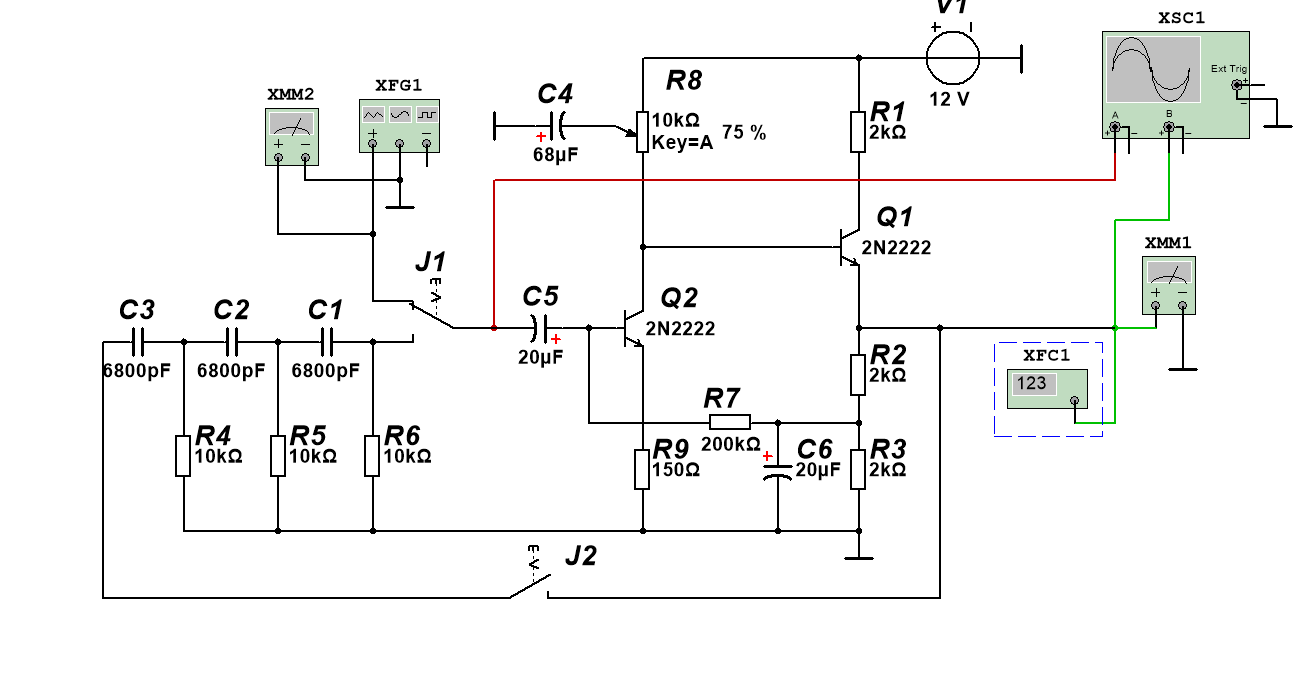 V1
XSC1
Ext Trig
+
−
A
B
+ − + −
+
12 V
R8
10kΩ
Key=A
75 %
C4
+
68µF
XMM2
+ −
XFG1
+ −
R1
2kΩ
Q1
2N2222
XMM1
+ −
J1
C5
+
20µF
Q2
2N2222
C3
6800pF
C2
6800pF
C1
6800pF
R2
2kΩ
XFC1
123
R7
200kΩ
R4
10kΩ
R5
10kΩ
R6
10kΩ
R9
150Ω
+
C6
20µF
R3
2kΩ
J2